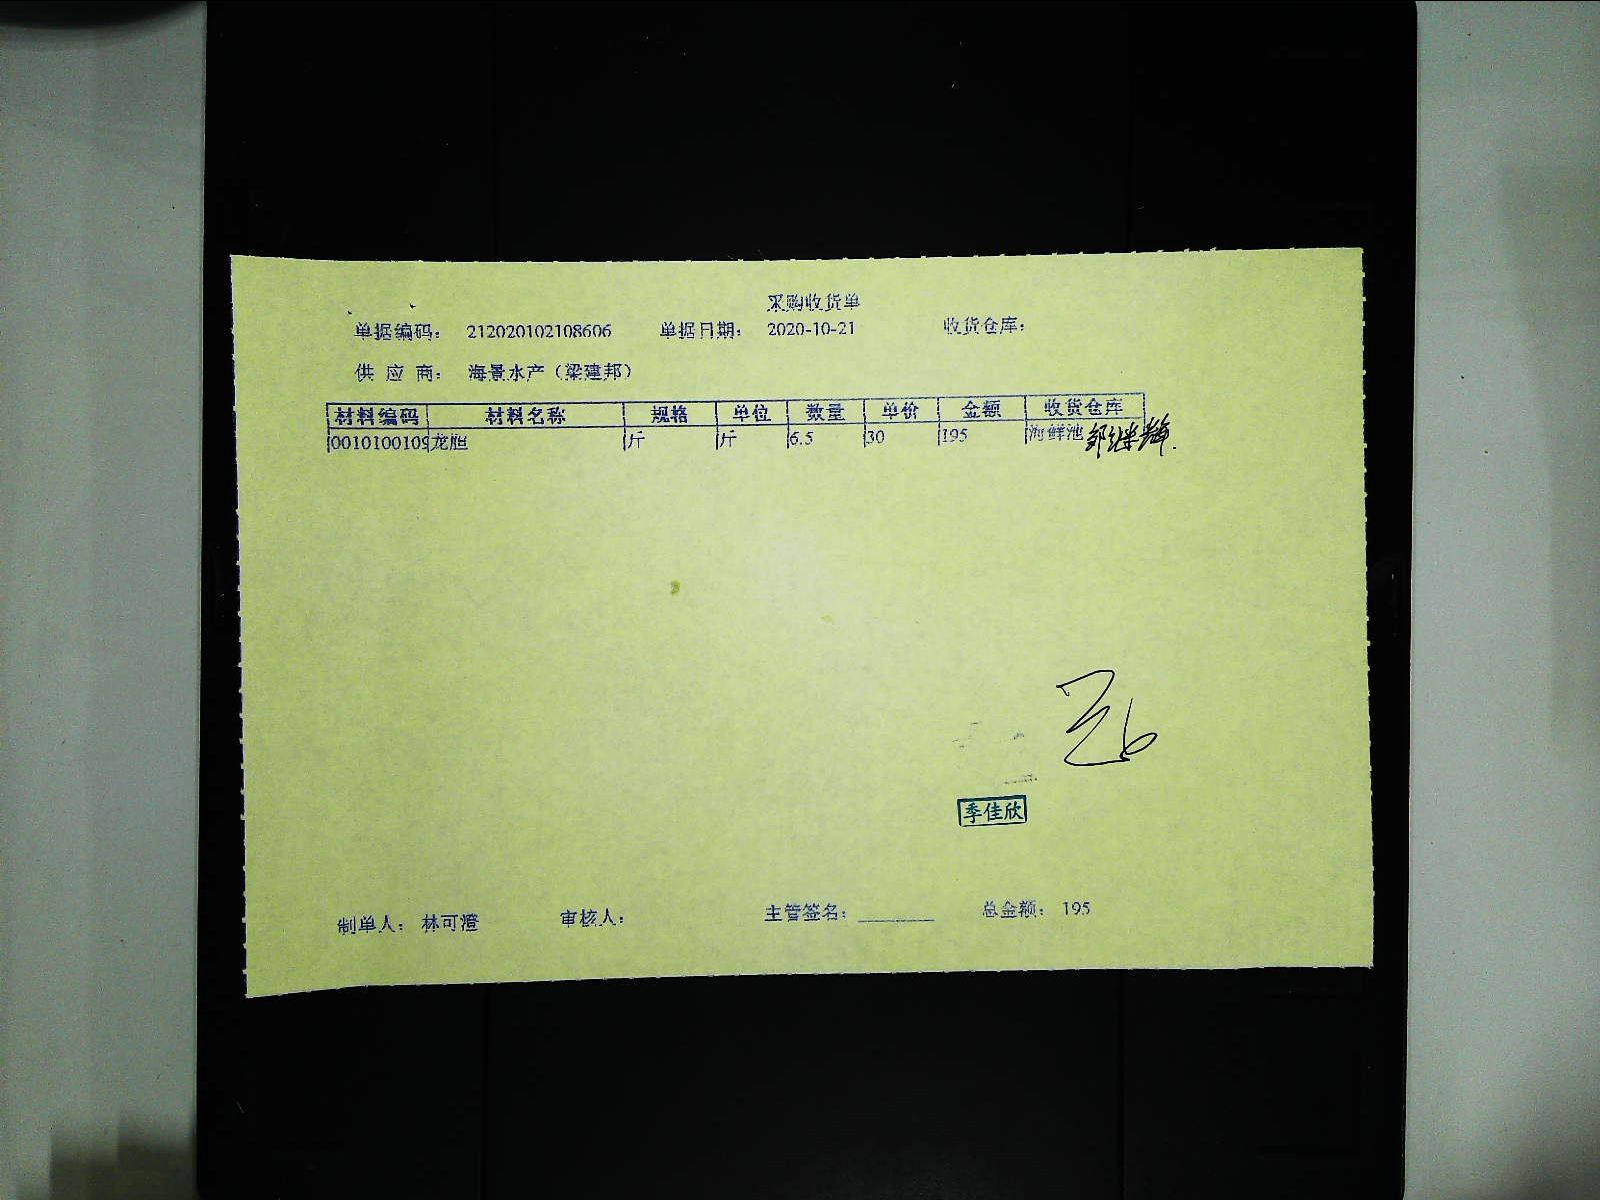 采购收货单
单据编码： 212020102108606 单据日期： 2020-10-21 收货仓库：
供 应 商： 海景水产（梁建邦）
材料编码 材料名称 规格 单位 数量 单价 金额 收货仓库
0010100109 龙胆 斤 斤 6.5 30 195 海鲜池
季佳欣
制单人： 林可澄 审核人： 主管签名： 总金额： 195